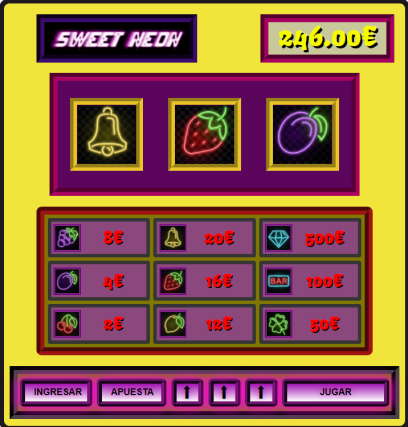 SWEET NEON
246.00€
8€ 20€ 500€
4€ 16€ BAR 100€
2€ 12€ 50€
INGRESAR APUESTA ⬆ ⬆ ⬆ JUGAR